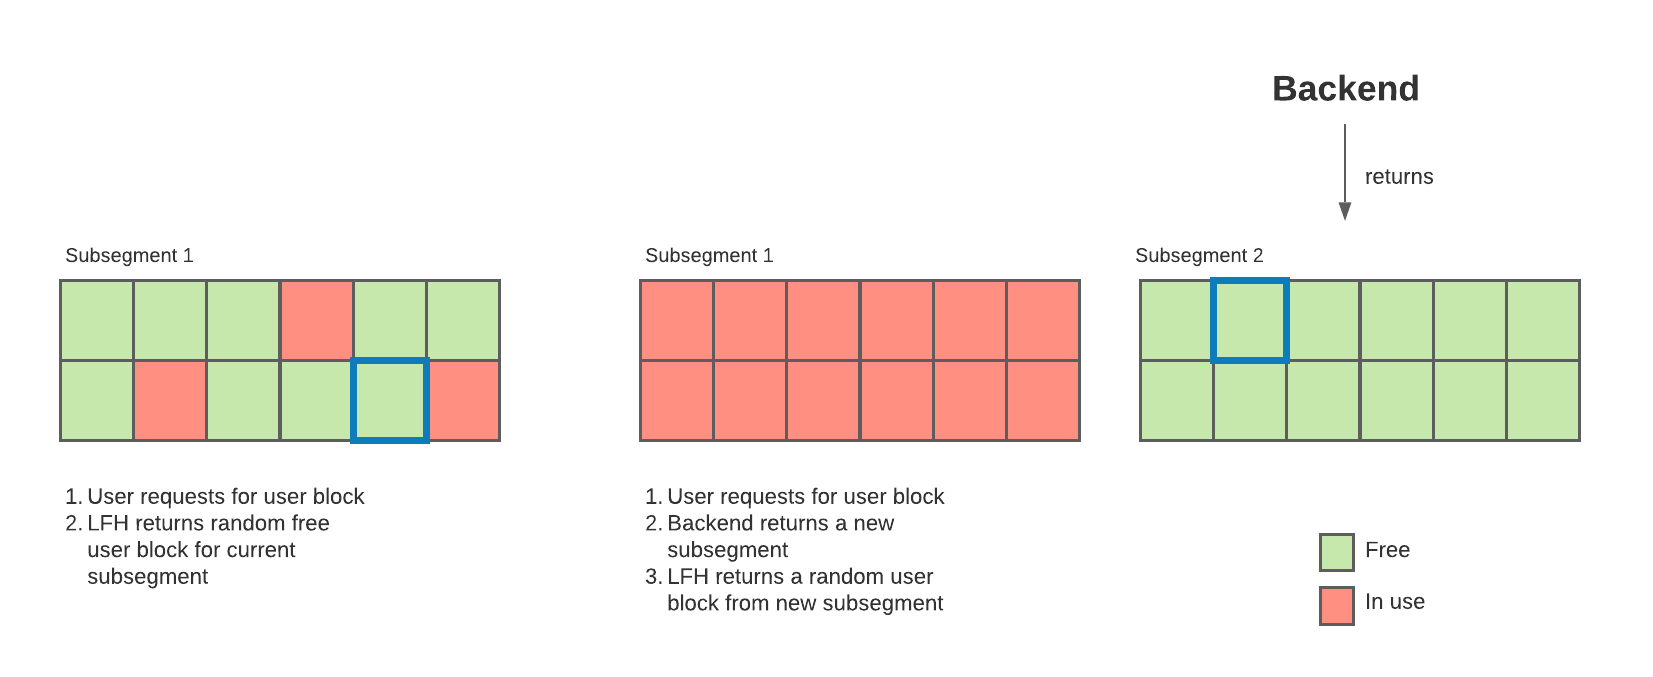 Backend
returns
Subsegment 1
Subsegment 1
Subsegment 2
1. User requests for user block
2. LFH returns random free
user block for current
subsegment
1. User requests for user block
2. Backend returns a new
subsegment
3. LFH returns a random user
block from new subsegment
Free
In use